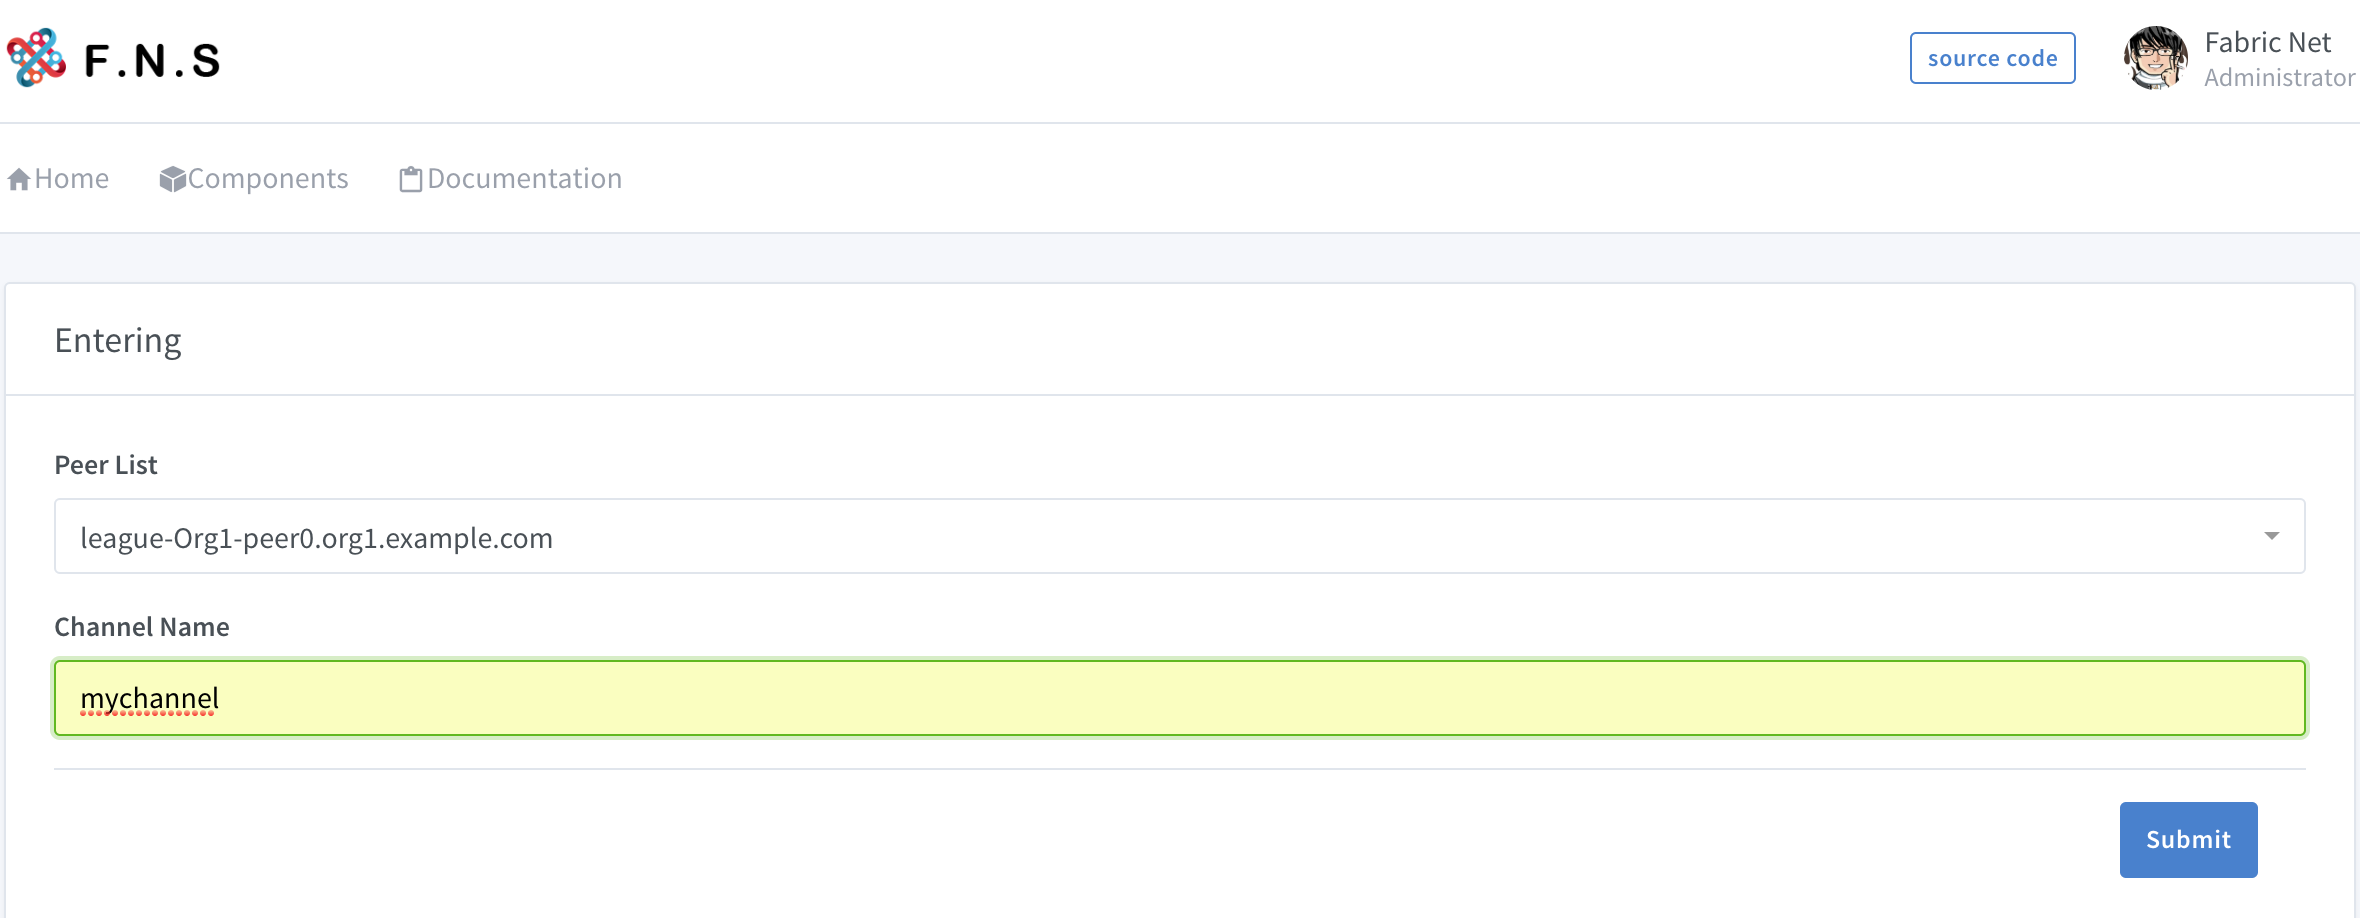 F.N.S
source code
Fabric Net
Administrator
Home Components Documentation
Entering
Peer List
league-Org1-peer0.org1.example.com
Channel Name
mychannel
Submit